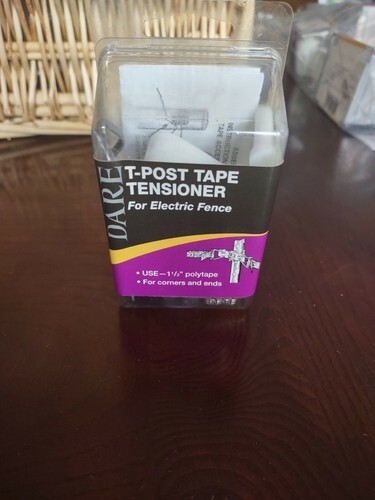 DARE
T-POST TAPE
TENSIONER
For Electric Fence
• USE—1½" polytape
• For corners and ends